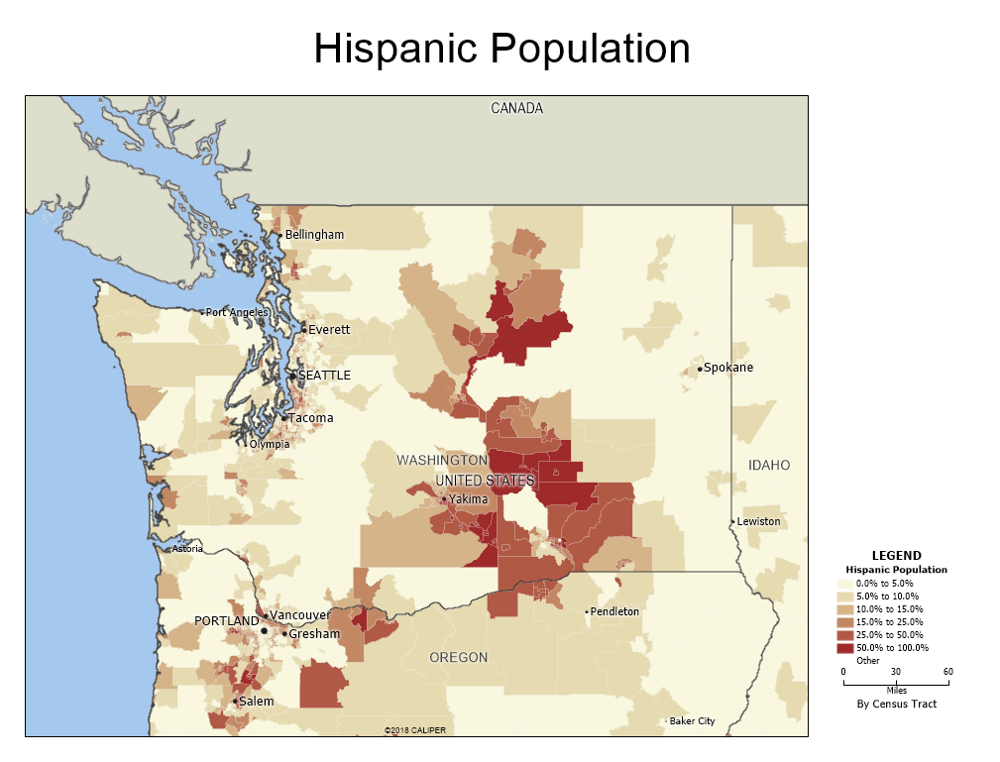 Hispanic Population
CANADA
Bellingham
Port Angeles
Everett
SEATTLE
Spokane
Tacoma
Olympia
WASHINGTON
IDAHO
UNITED STATES
Yakima
Lewiston
Astoria
Vancouver
Pendleton
PORTLAND
Gresham
OREGON
Salem
Baker City
©2018 CALIPER
LEGEND
Hispanic Population
0.0% to 5.0%
5.0% to 10.0%
10.0% to 15.0%
15.0% to 25.0%
25.0% to 50.0%
50.0% to 100.0%
Other
0 30 60
Miles
By Census Tract